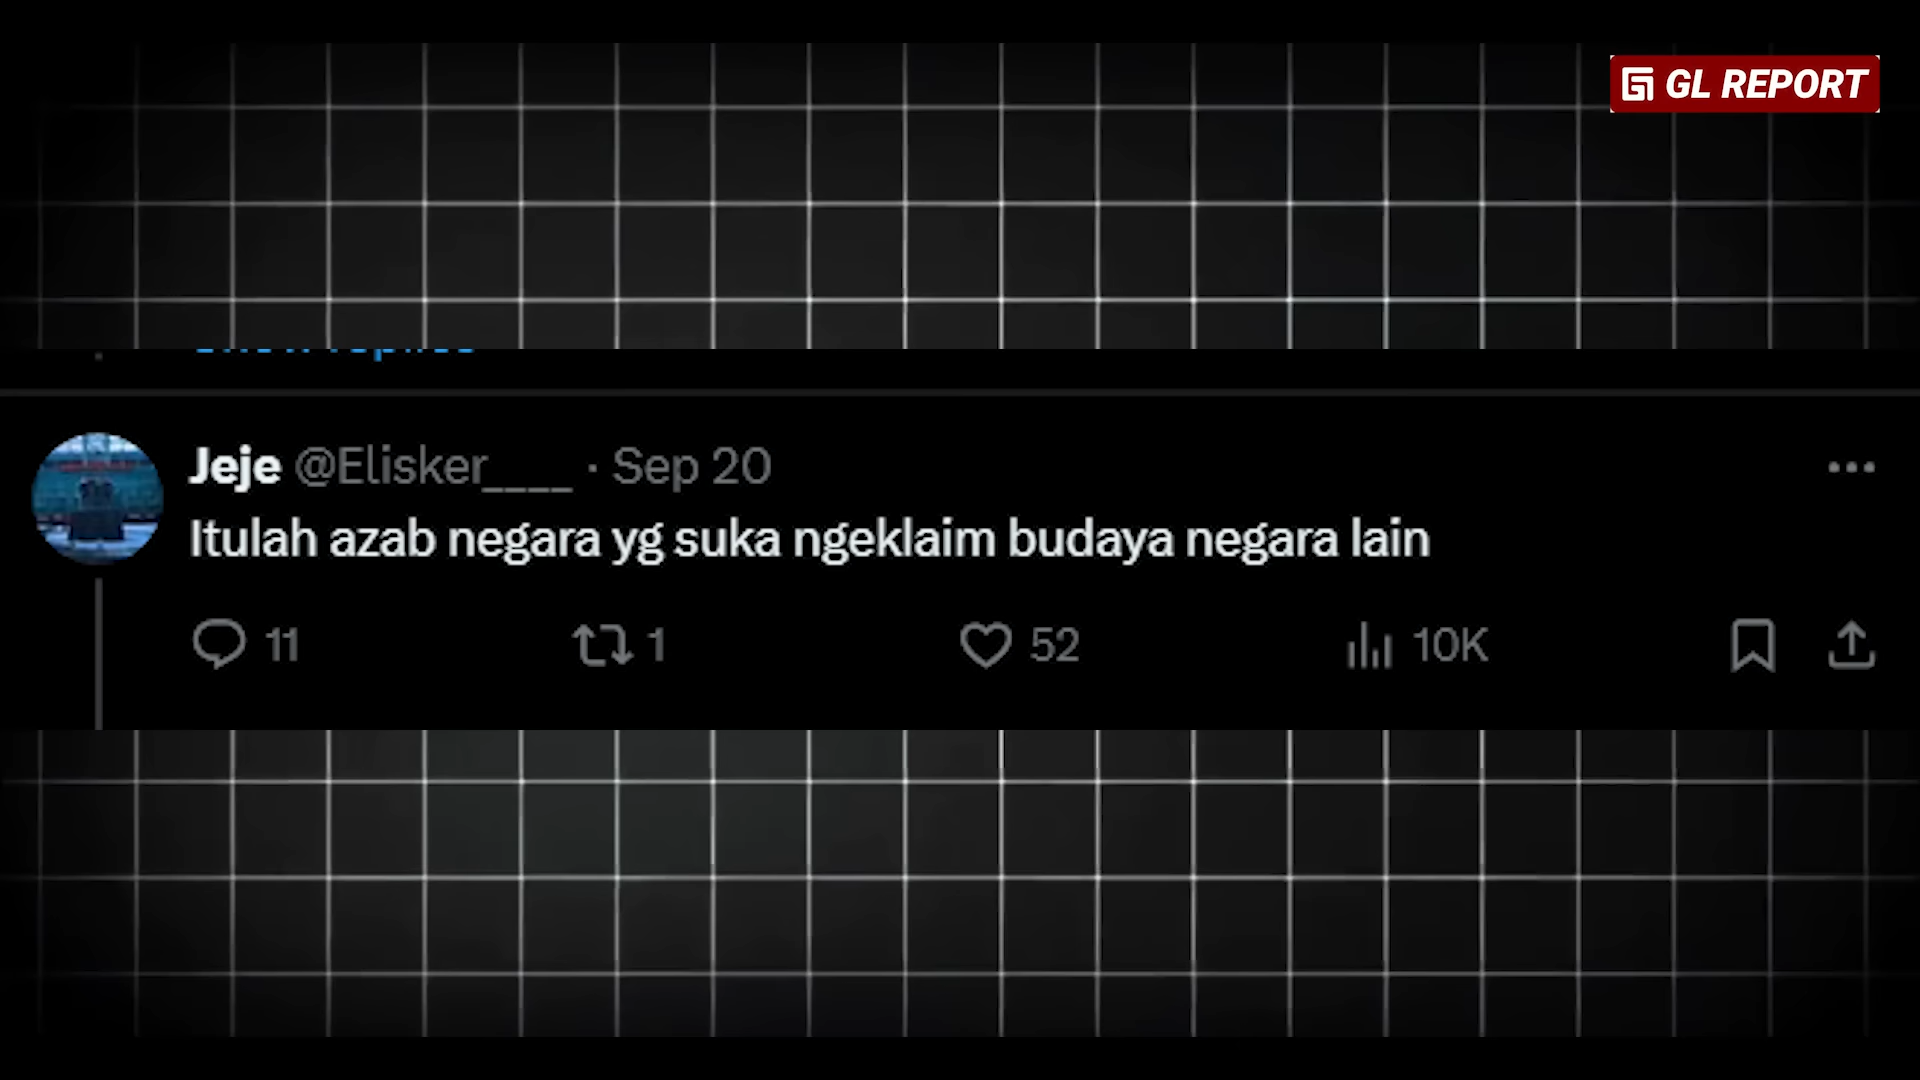 GL REPORT
Jeje @Elisker____ · Sep 20
Itulah azab negara yg suka ngeklaim budaya negara lain
11 1 52 10K